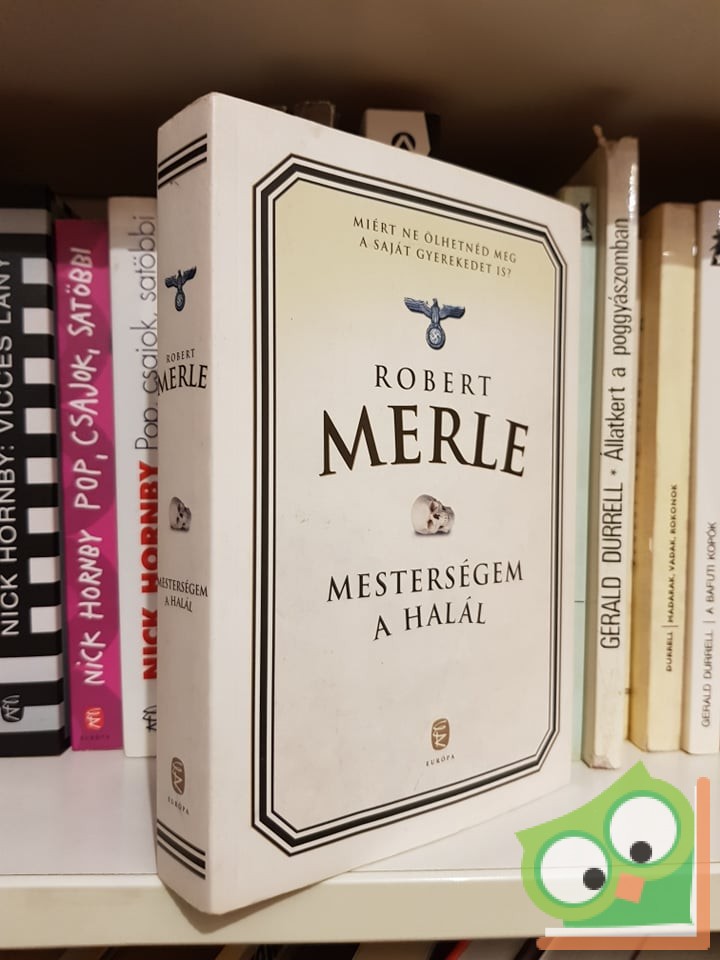 NICK HORNBY: VICCES LÁNY
NICK HORNBY POP, CSAJOK, SATÖBBI
EURÓPA
NICK HORNBY Pop, csajok, satöbbi
ROBERT
MERLE
MESTERSÉGEM
A HALÁL
EURÓPA
MIÉRT NE ÖLHETNÉD MEG
A SAJÁT GYEREKEDET IS?
ROBERT
MERLE
MESTERSÉGEM
A HALÁL
EURÓPA
GERALD DURRELL • Állatkert a poggyászomban
DURRELL | MADARAK, VADAK, ROKONOK
GERALD DURRELL | A BAFUTI KOPÓK